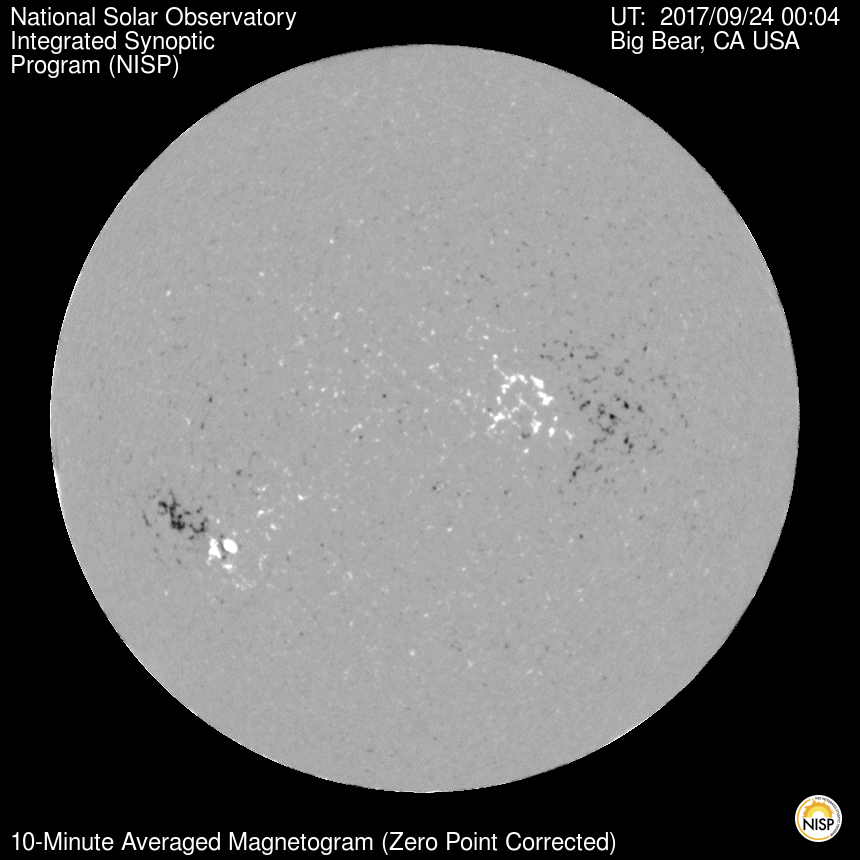 National Solar Observatory
Integrated Synoptic
Program (NISP)
UT:  2017/09/24 00:04
Big Bear, CA USA
NISP
10-Minute Averaged Magnetogram (Zero Point Corrected)